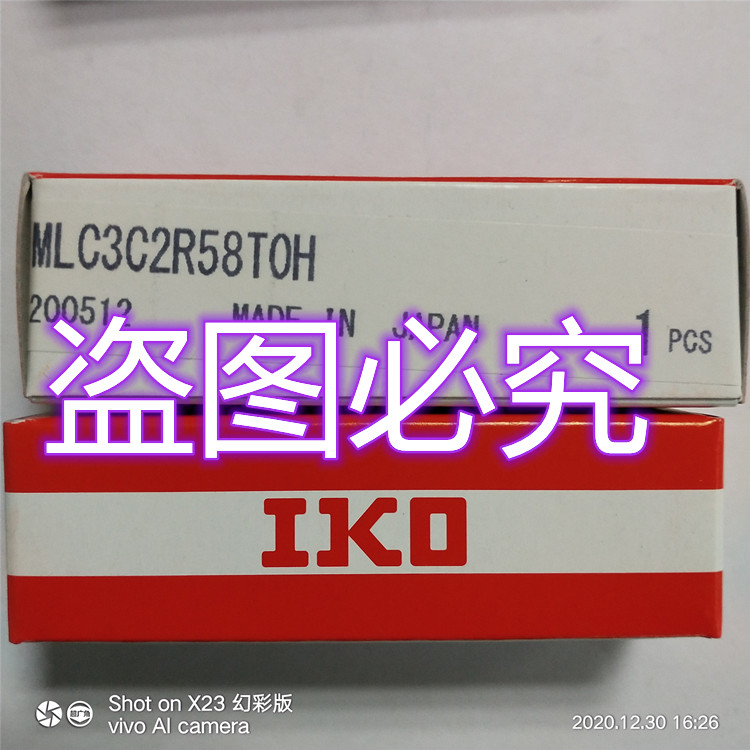 MLC3C2R58T0H
200512 MADE IN JAPAN 1 PCS
盗图必究
IKO
Shot on X23 幻彩版
vivo AI camera
2020.12.30 16:26